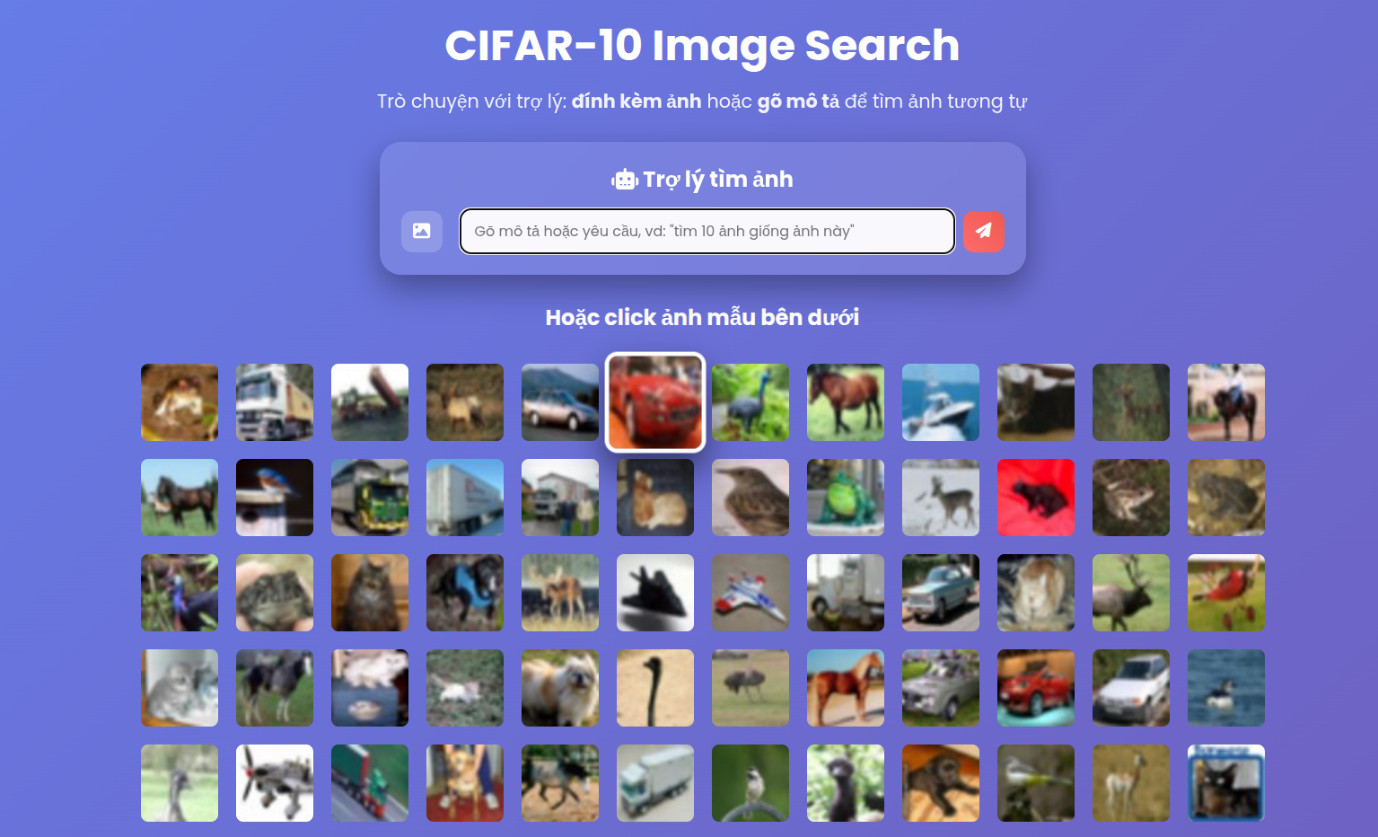 CIFAR-10 Image Search
Trò chuyện với trợ lý: đính kèm ảnh hoặc gõ mô tả để tìm ảnh tương tự
Trợ lý tìm ảnh
Gõ mô tả hoặc yêu cầu, vd: "tìm 10 ảnh giống ảnh này"
Hoặc click ảnh mẫu bên dưới